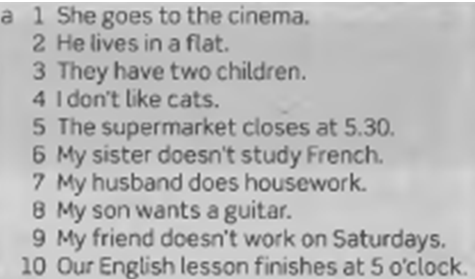 a 1 She goes to the cinema.
2 He lives in a flat.
3 They have two children.
4 I don't like cats.
5 The supermarket closes at 5.30.
6 My sister doesn't study French.
7 My husband does housework.
8 My son wants a guitar.
9 My friend doesn't work on Saturdays.
10 Our English lesson finishes at 5 o'clock.